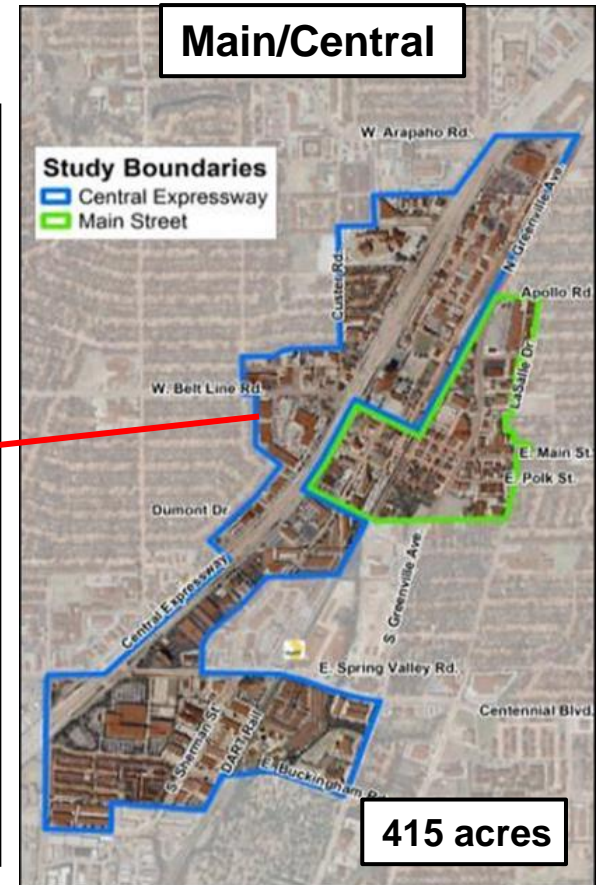 Main/Central
W. Arapaho Rd.
Study Boundaries
Central Expressway
Main Street
N. Greenville Ave.
Custer Rd.
Apollo Rd.
LaSalle Dr
W. Belt Line Rd.
E. Main St.
E. Polk St.
Dumont Dr
S. Greenville Ave.
Central Expressway
E. Spring Valley Rd.
Centennial Blvd.
S. Sherman St.
DART Rail
E. Buckingham R
415 acres